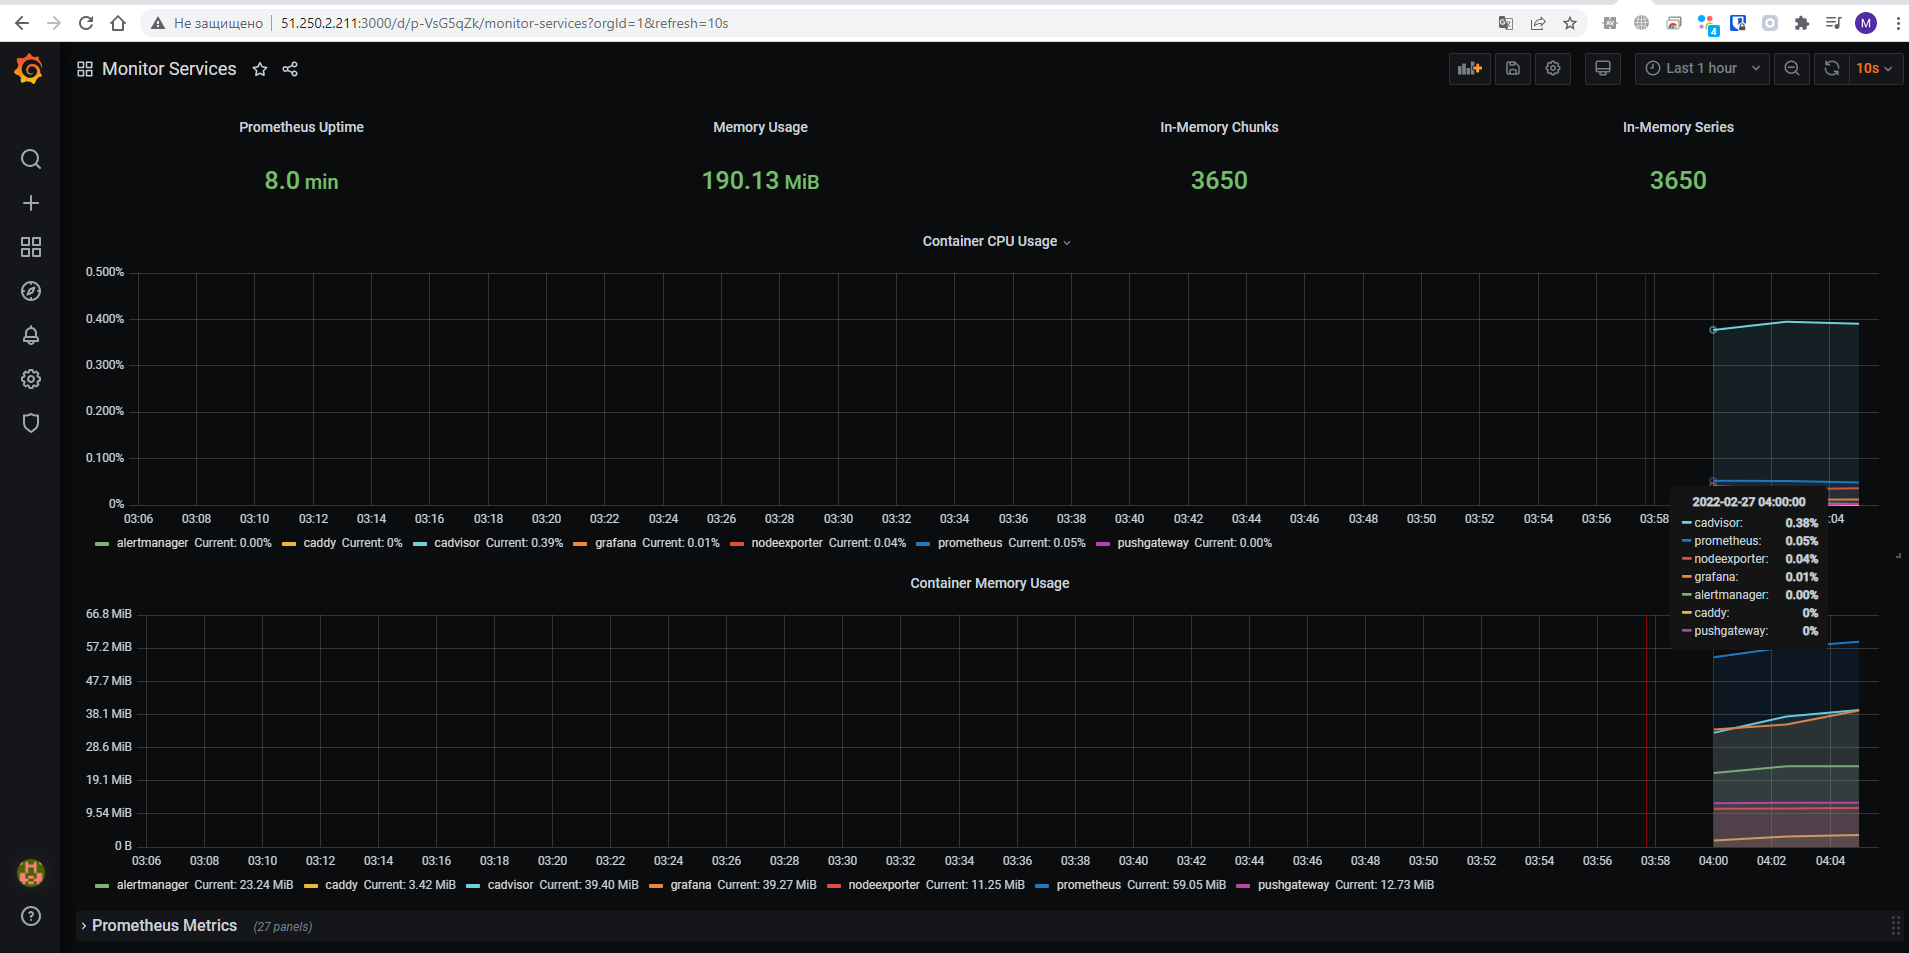 Не защищено 51.250.2.211:3000/d/p-VsG5qZk/monitor-services?orgId=1&refresh=10s 4 M
Monitor Services Last 1 hour 10s
Prometheus Uptime Memory Usage In-Memory Chunks In-Memory Series
8.0 min 190.13 MiB 3650 3650
Container CPU Usage
0.500%
0.400%
0.300%
0.200%
0.100%
0%
03:06 03:08 03:10 03:12 03:14 03:16 03:18 03:20 03:22 03:24 03:26 03:28 03:30 03:32 03:34 03:36 03:38 03:40 03:42 03:44 03:46 03:48 03:50 03:52 03:54 03:56 03:58 :04
alertmanager Current: 0.00% caddy Current: 0% cadvisor Current: 0.39% grafana Current: 0.01% nodeexporter Current: 0.04% prometheus Current: 0.05% pushgateway Current: 0.00%
2022-02-27 04:00:00
cadvisor: 0.38%
prometheus: 0.05%
nodeexporter: 0.04%
grafana: 0.01%
alertmanager: 0.00%
caddy: 0%
pushgateway: 0%
Container Memory Usage
66.8 MiB
57.2 MiB
47.7 MiB
38.1 MiB
28.6 MiB
19.1 MiB
9.54 MiB
0 B
03:06 03:08 03:10 03:12 03:14 03:16 03:18 03:20 03:22 03:24 03:26 03:28 03:30 03:32 03:34 03:36 03:38 03:40 03:42 03:44 03:46 03:48 03:50 03:52 03:54 03:56 03:58 04:00 04:02 04:04
alertmanager Current: 23.24 MiB caddy Current: 3.42 MiB cadvisor Current: 39.40 MiB grafana Current: 39.27 MiB nodeexporter Current: 11.25 MiB prometheus Current: 59.05 MiB pushgateway Current: 12.73 MiB
Prometheus Metrics (27 panels)